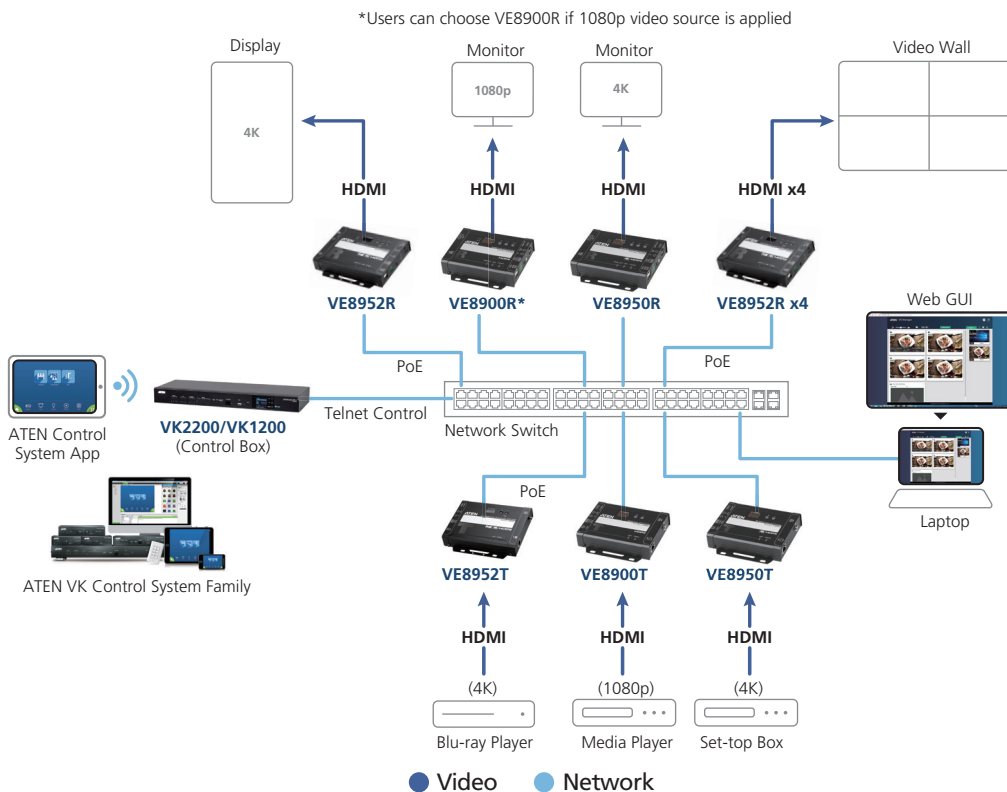 *Users can choose VE8900R if 1080p video source is applied
Display
Monitor
Monitor
Video Wall
4K
1080p
4K
HDMI
HDMI
HDMI
HDMI x4
VE8952R
VE8900R*
VE8950R
VE8952R x4
Web GUI
PoE
PoE
ATEN Control
System App
VK2200/VK1200
(Control Box)
Telnet Control
Network Switch
Laptop
PoE
ATEN VK Control System Family
VE8952T
VE8900T
VE8950T
HDMI
HDMI
HDMI
(4K)
(1080p)
(4K)
Blu-ray Player
Media Player
Set-top Box
Video
Network